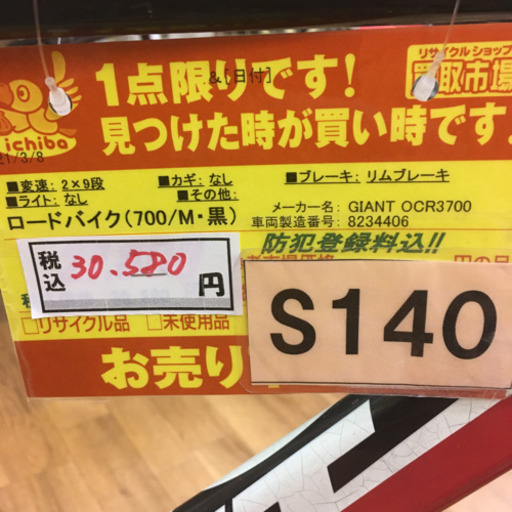 1点限りです!
&[日付]
リサイクルショップ
買取市場
ichiba
見つけた時が買い時です。
21/3/8
■変速: 2×9段
■カギ: なし
■ブレーキ: リムブレーキ
■ライト: なし
■その他:
メーカー名: GIANT OCR3700
ロードバイク(700/M・黒)
車両製造番号: 8234406
防犯登録料込!!
税込 30.580 円
□リサイクル品 □未使用品
S140
お売り